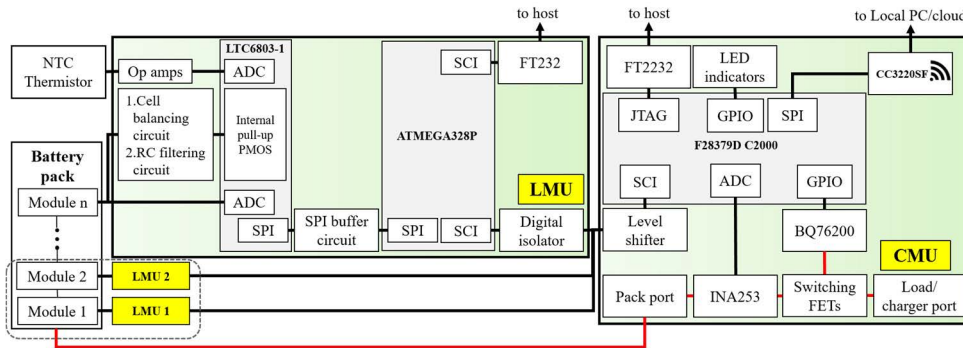 to host
to host
to Local PC/cloud
NTC
Thermistor
Op amps
LTC6803-1
ADC
SCI
FT232
FT2232
LED
indicators
CC3220SF
1.Cell
balancing
circuit
2.RC filtering
circuit
Internal
pull-up
PMOS
ATMEGA328P
JTAG
GPIO
SPI
F28379D C2000
Battery
pack
Module n
ADC
SPI
SPI buffer
circuit
SPI
SCI
LMU
Digital
isolator
SCI
ADC
GPIO
Level
shifter
BQ76200
CMU
Module 2
LMU 2
Module 1
LMU 1
Pack port
INA253
Switching
FETs
Load/
charger port